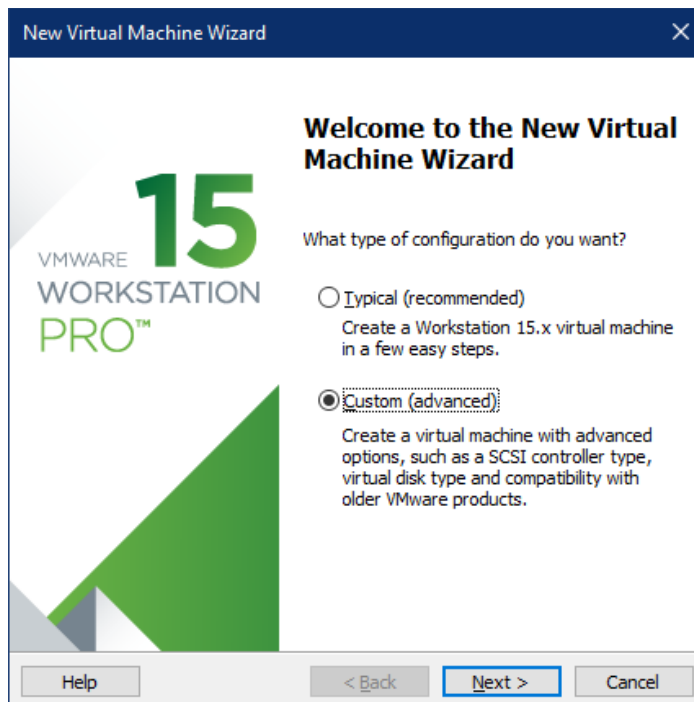 New Virtual Machine Wizard
Welcome to the New Virtual
Machine Wizard
15
VMWARE
WORKSTATION
PRO™
What type of configuration do you want?
Typical (recommended)
Create a Workstation 15.x virtual machine
in a few easy steps.
Custom (advanced)
Create a virtual machine with advanced
options, such as a SCSI controller type,
virtual disk type and compatibility with
older VMware products.
Help
< Back
Next >
Cancel